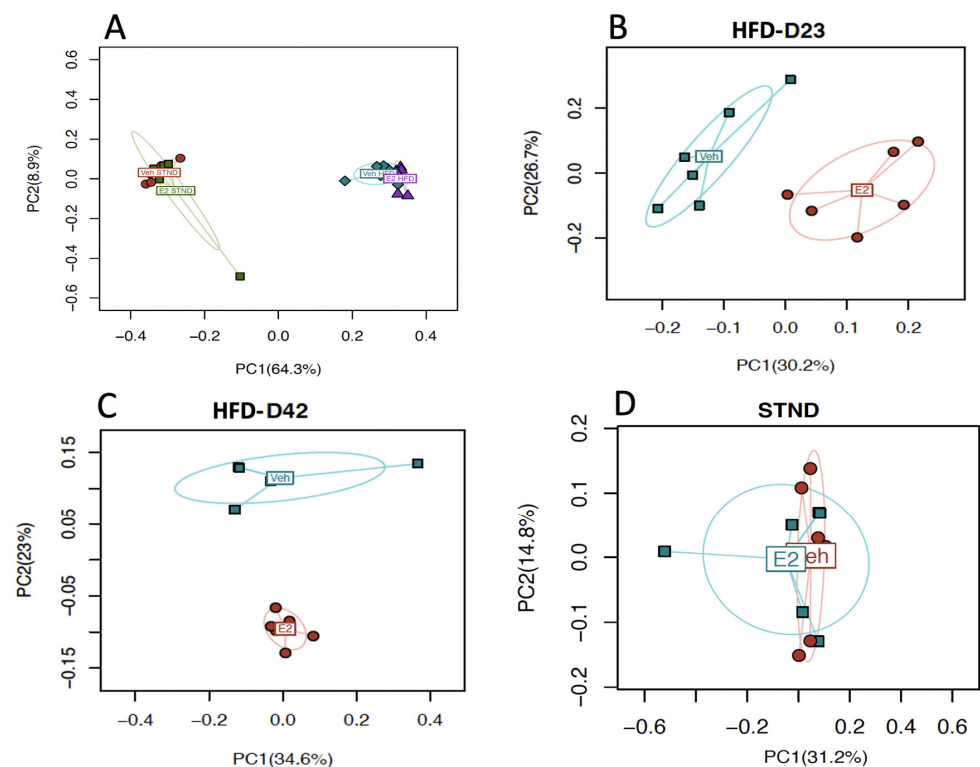 A
0.6
0.4
0.2
0.0
−0.2
−0.4
−0.6
PC2(8.9%)
Veh STND
E2 STND
Veh HFD
E2 HFD
−0.4
−0.2
0.0
0.2
0.4
PC1(64.3%)
B
HFD-D23
0.2
0.0
−0.2
PC2(26.7%)
Veh
E2
−0.2
−0.1
0.0
0.1
0.2
PC1(30.2%)
C
HFD-D42
0.15
0.05
−0.05
−0.15
PC2(23%)
Veh
E2
−0.4
−0.2
0.0
0.2
0.4
PC1(34.6%)
D
STND
0.2
0.1
0.0
−0.1
−0.2
PC2(14.8%)
E2
eh
−0.6
−0.2
0.2
0.4
0.6
PC1(31.2%)